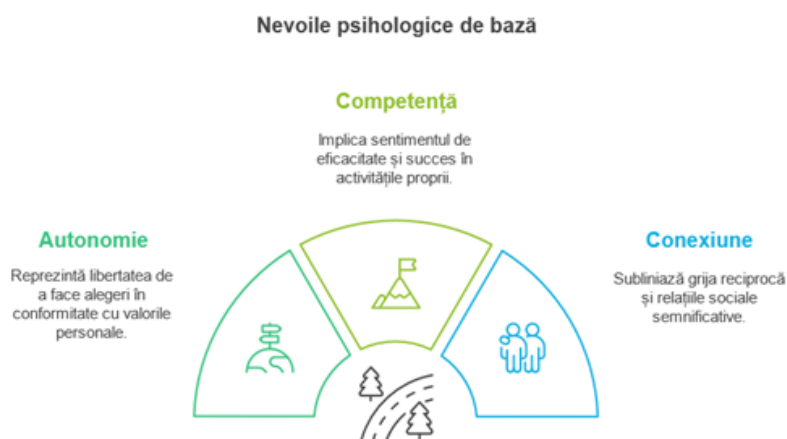 Nevoile psihologice de bază
Competență
Implica sentimentul de
eficacitate și succes în
activitățile proprii.
Autonomie
Reprezintă libertatea de
a face alegeri în
conformitate cu valorile
personale.
Conexiune
Subliniază grija reciprocă
și relațiile sociale
semnificative.